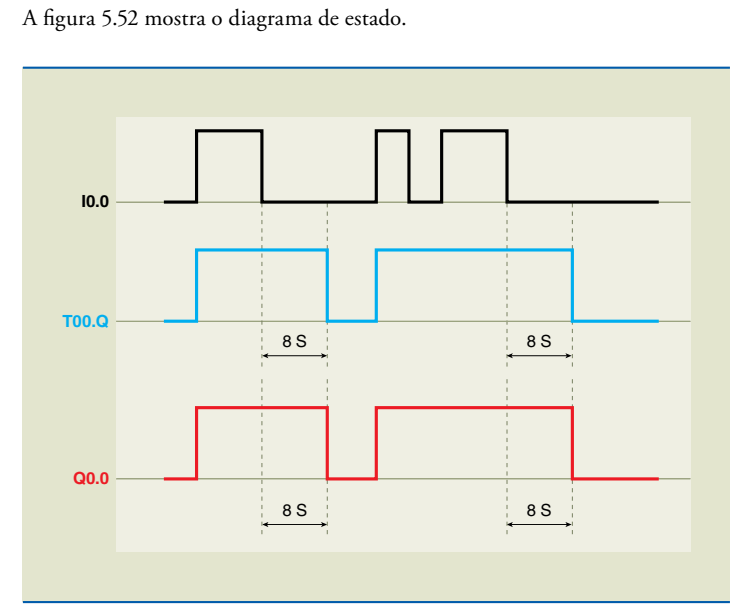 A figura 5.52 mostra o diagrama de estado.
I0.0
T00.Q
8 S 8 S
Q0.0
8 S 8 S